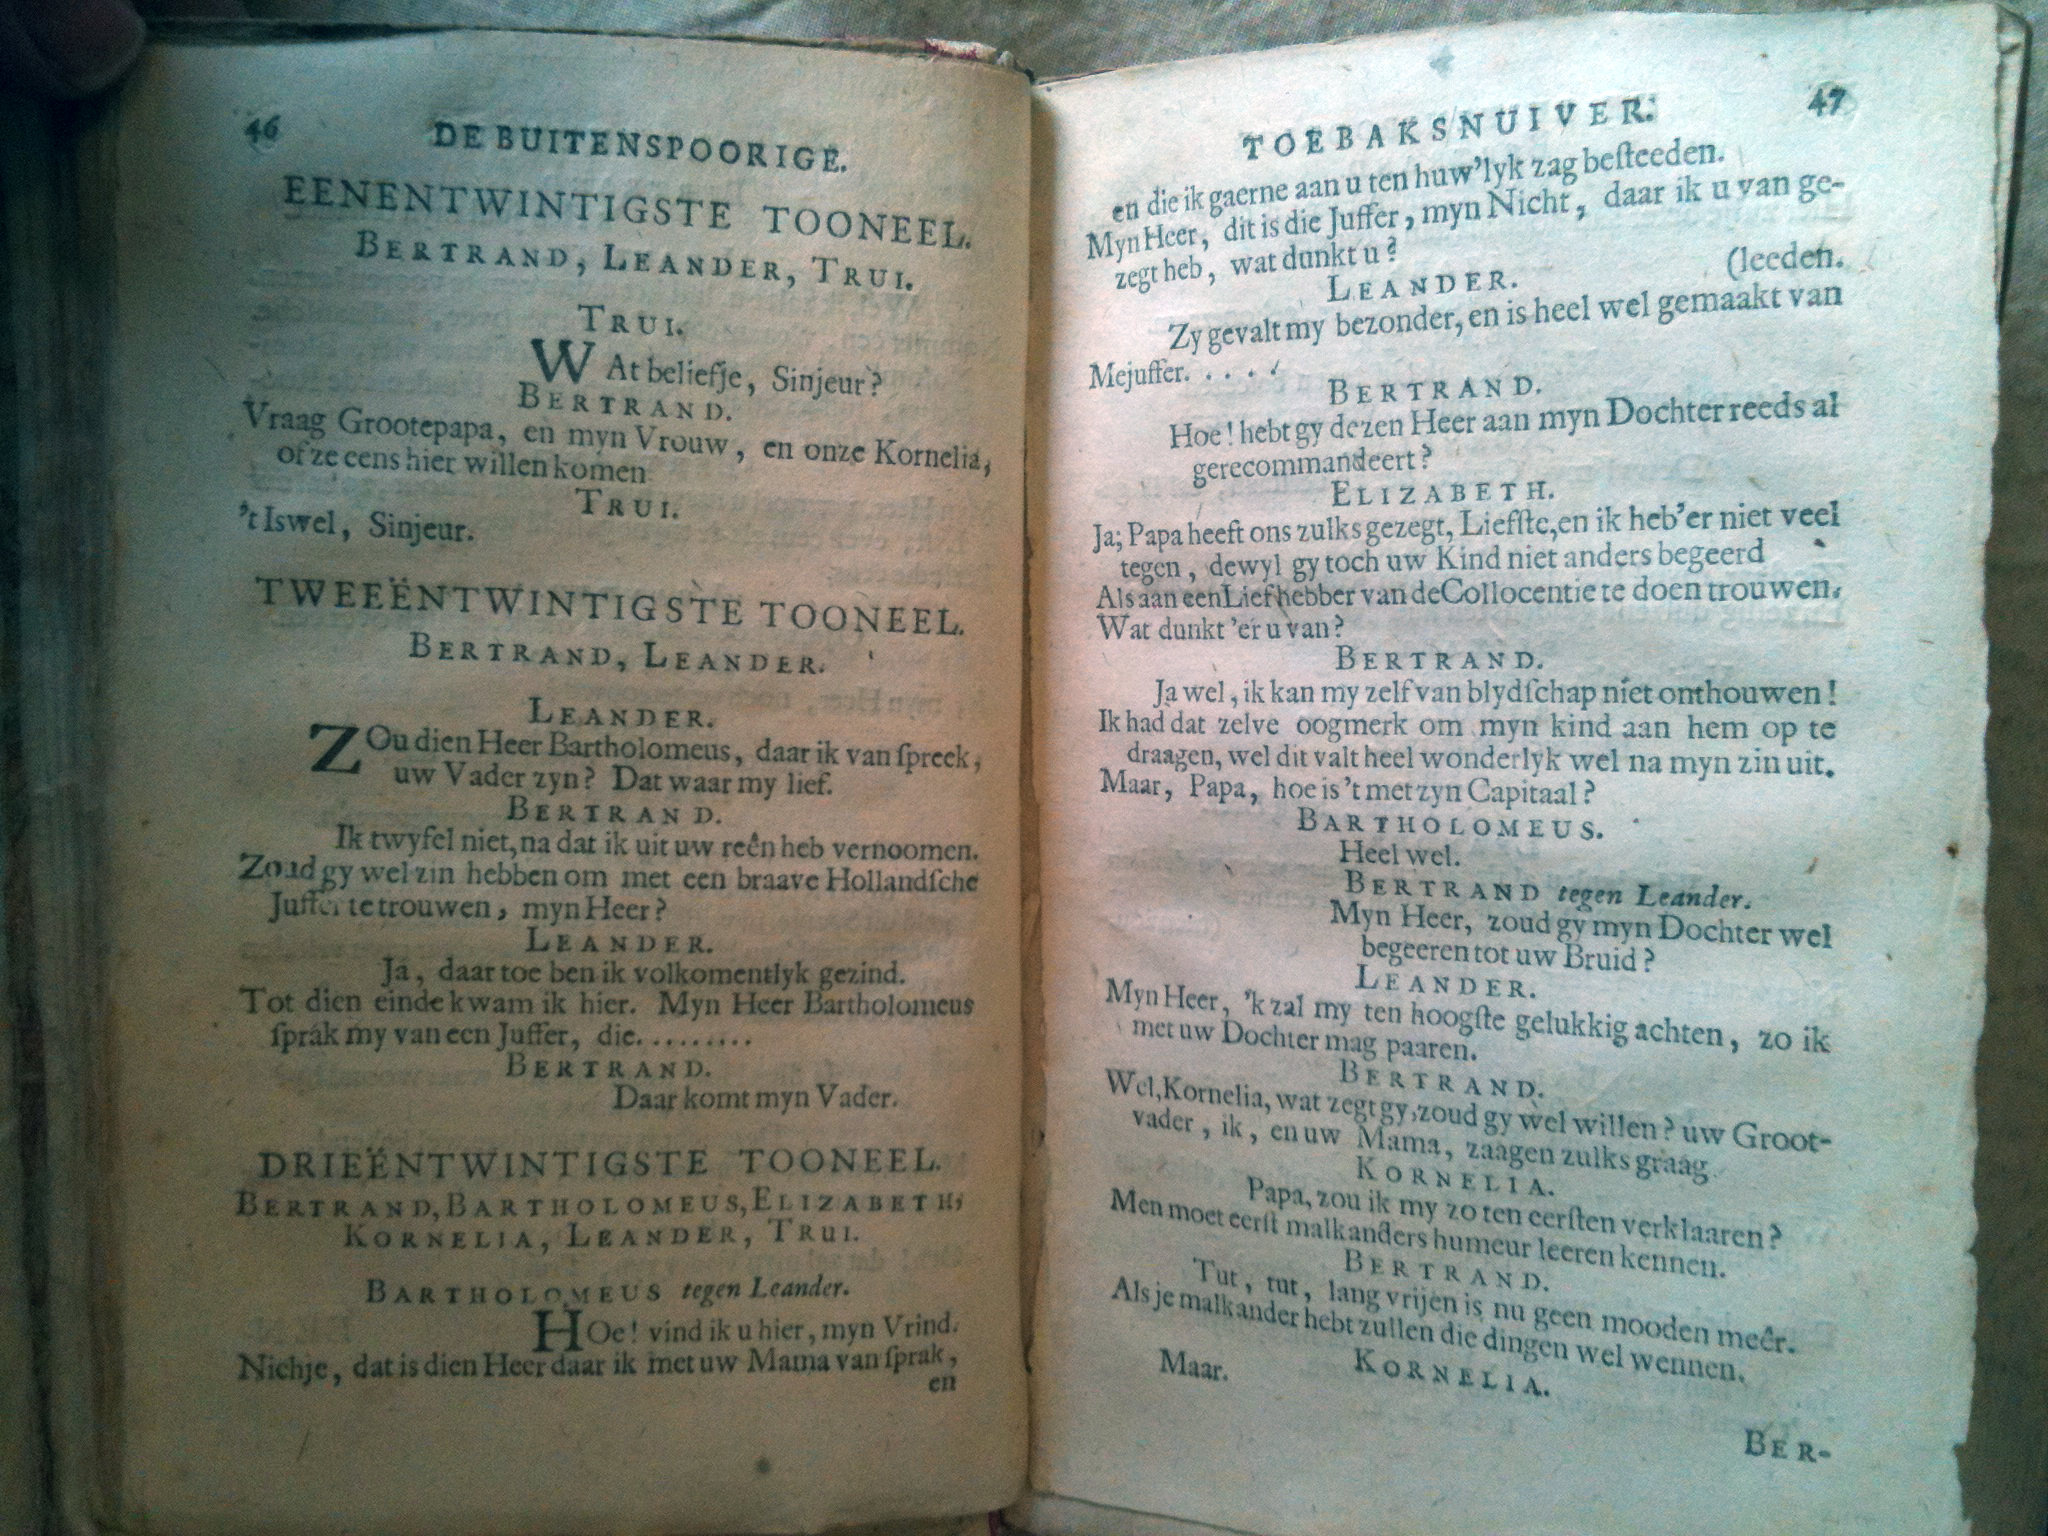 46
DE BUITENSPOORIGE.
EENENTWINTIGSTE TOONEEL.
BERTRAND, LEANDER, TRUI.
TRUI.
WAt beliefje, Sinjeur?
BERTRAND.
Vraag Grootepapa, en myn Vrouw, en onze Kornelia,
of ze eens hier willen komen
TRUI.
't Is wel, Sinjeur.
TWEEËNTWINTIGSTE TOONEEL.
BERTRAND, LEANDER.
LEANDER.
ZOu dien Heer Bartholomeus, daar ik van ſpreek,
uw Vader zyn? Dat waar my lief.
BERTRAND.
Ik twyfel niet, na dat ik uit uw reên heb vernoomen.
Zoud gy wel zin hebben om met een braave Hollandſche
Juffer te trouwen, myn Heer?
LEANDER.
Ja, daar toe ben ik volkomentlyk gezind.
Tot dien einde kwam ik hier. Myn Heer Bartholomeus
ſprak my van een Juffer, die.........
BERTRAND.
Daar komt myn Vader.
DRIEËNTWINTIGSTE TOONEEL.
BERTRAND, BARTHOLOMEUS, ELIZABETH,
KORNELIA, LEANDER, TRUI.
BARTHOLOMEUS tegen Leander.
HOe! vind ik u hier, myn Vrind.
Nichje, dat is dien Heer daar ik met uw Mama van ſprak,
en
TOEBAKSNUIVER.
47
en die ik gaerne aan u ten huw'lyk zag beſteeden.
Myn Heer, dit is die Juffer, myn Nicht, daar ik u van ge-
zegt heb, wat dunkt u?
(leeden.
LEANDER.
Zy gevalt my bezonder, en is heel wel gemaakt van
Mejuffer. . . . .
BERTRAND.
Hoe! hebt gy dezen Heer aan myn Dochter reeds al
gerecommandeert?
ELIZABETH.
Ja; Papa heeft ons zulks gezegt, Liefſte, en ik heb'er niet veel
tegen, dewyl gy toch uw Kind niet anders begeerd
Als aan een Liefhebber van de Collocentie te doen trouwen.
Wat dunkt 'er u van?
BERTRAND.
Ja wel, ik kan my zelf van blydſchap niet onthouwen!
Ik had dat zelve oogmerk om myn kind aan hem op te
draagen, wel dit valt heel wonderlyk wel na myn zin uit.
Maar, Papa, hoe is 't met zyn Capitaal?
BARTHOLOMEUS.
Heel wel.
BERTRAND tegen Leander.
Myn Heer, zoud gy myn Dochter wel
begeeren tot uw Bruid?
LEANDER.
Myn Heer, 'k zal my ten hoogſte gelukkig achten, zo ik
met uw Dochter mag paaren.
BERTRAND.
Wel, Kornelia, wat zegt gy, zoud gy wel willen? uw Groot-
vader, ik, en uw Mama, zaagen zulks graag.
KORNELIA.
Papa, zou ik my zo ten eerſten verklaaren?
Men moet eerſt malkanders humeur leeren kennen.
BERTRAND.
Tut, tut, lang vrijen is nu geen mooden meêr.
Als je malkander hebt zullen die dingen wel wennen.
KORNELIA.
Maar.
BER-